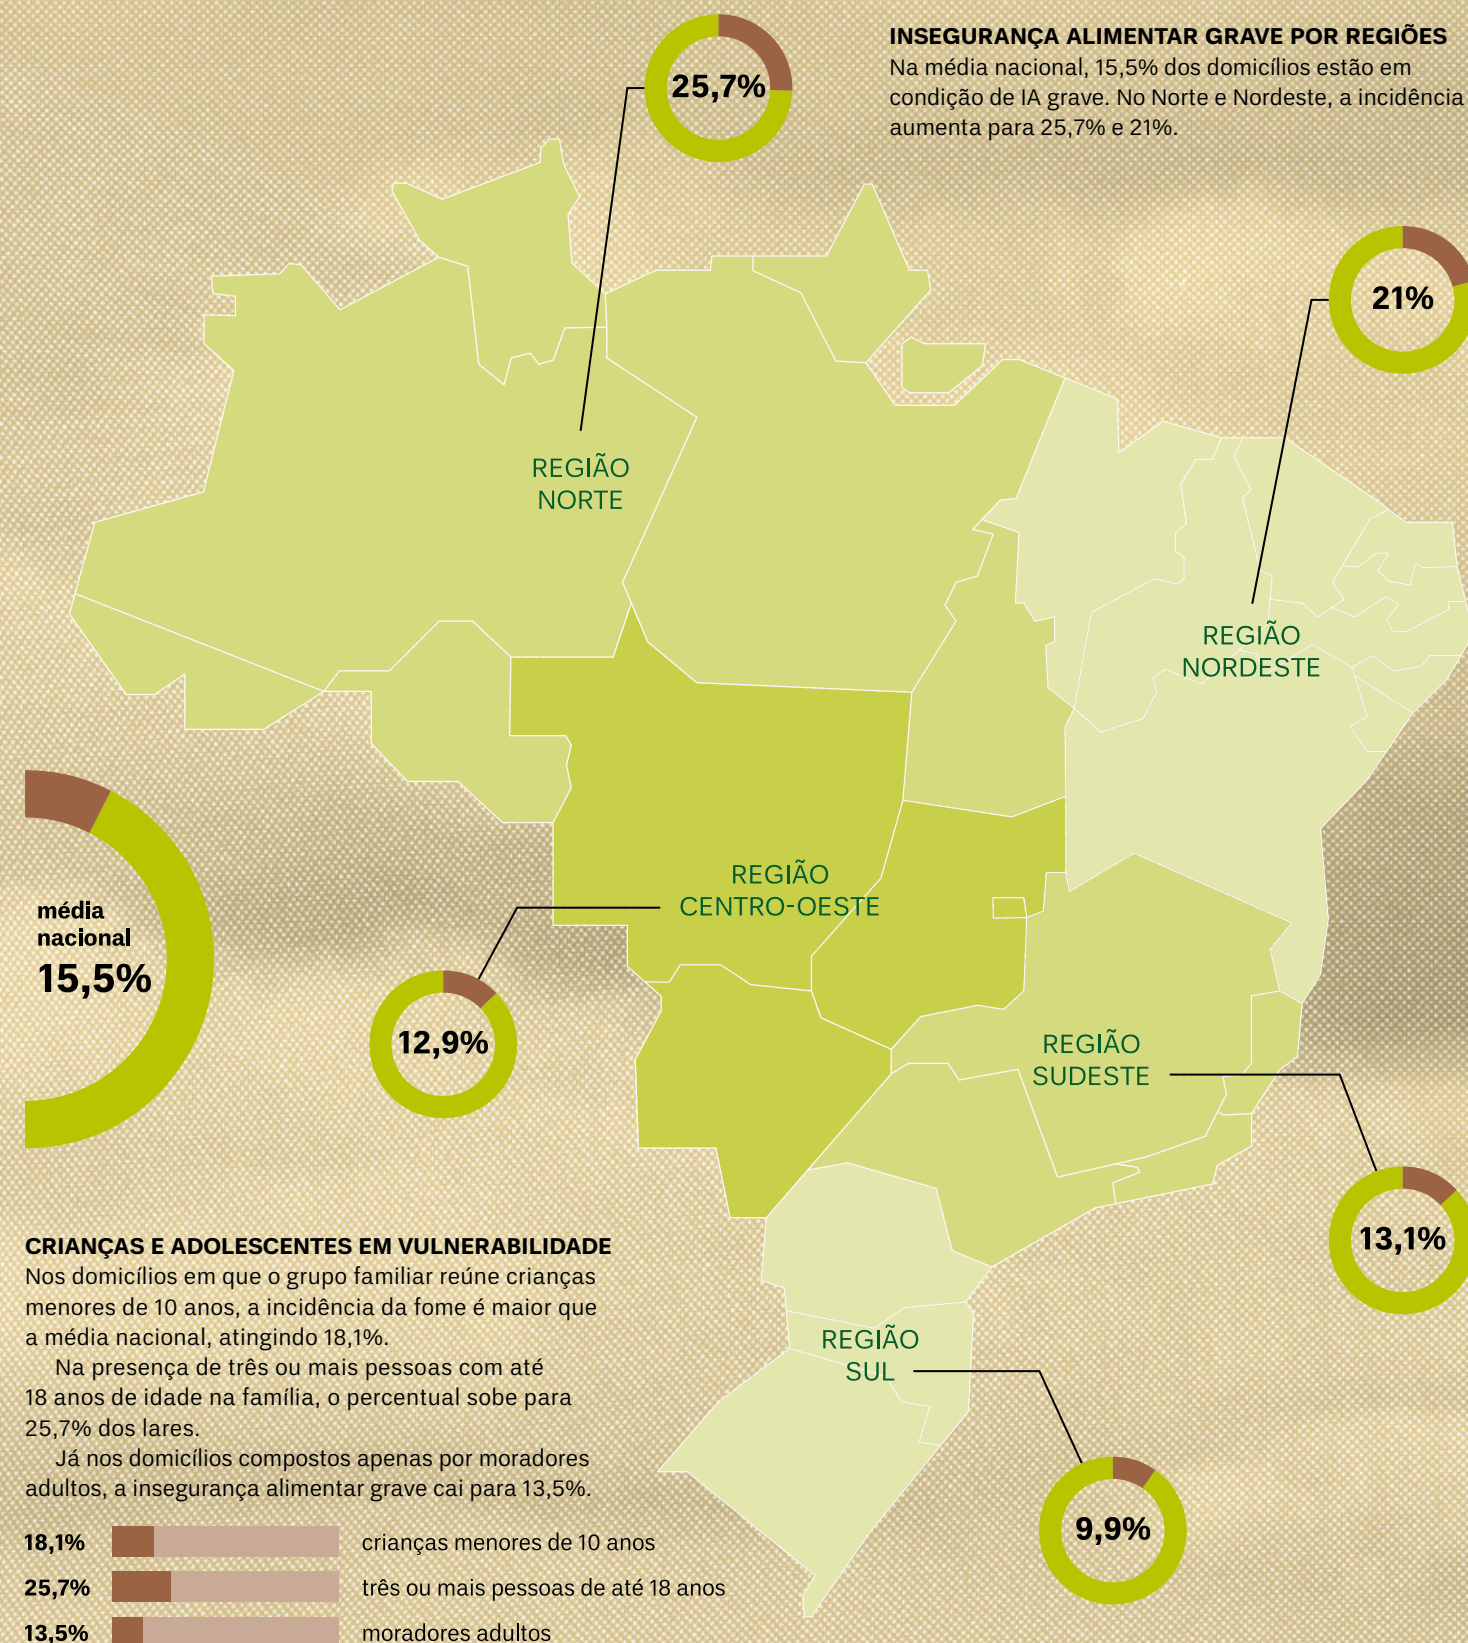 INSEGURANÇA ALIMENTAR GRAVE POR REGIÕES
Na média nacional, 15,5% dos domicílios estão em
condição de IA grave. No Norte e Nordeste, a incidência
aumenta para 25,7% e 21%.
25,7%
21%
REGIÃO
NORTE
REGIÃO
NORDESTE
REGIÃO
CENTRO-OESTE
média
nacional
15,5%
12,9%
REGIÃO
SUDESTE
13,1%
REGIÃO
SUL
9,9%
CRIANÇAS E ADOLESCENTES EM VULNERABILIDADE
Nos domicílios em que o grupo familiar reúne crianças
menores de 10 anos, a incidência da fome é maior que
a média nacional, atingindo 18,1%.
Na presença de três ou mais pessoas com até
18 anos de idade na família, o percentual sobe para
25,7% dos lares.
Já nos domicílios compostos apenas por moradores
adultos, a insegurança alimentar grave cai para 13,5%.
18,1% crianças menores de 10 anos
25,7% três ou mais pessoas de até 18 anos
13,5% moradores adultos